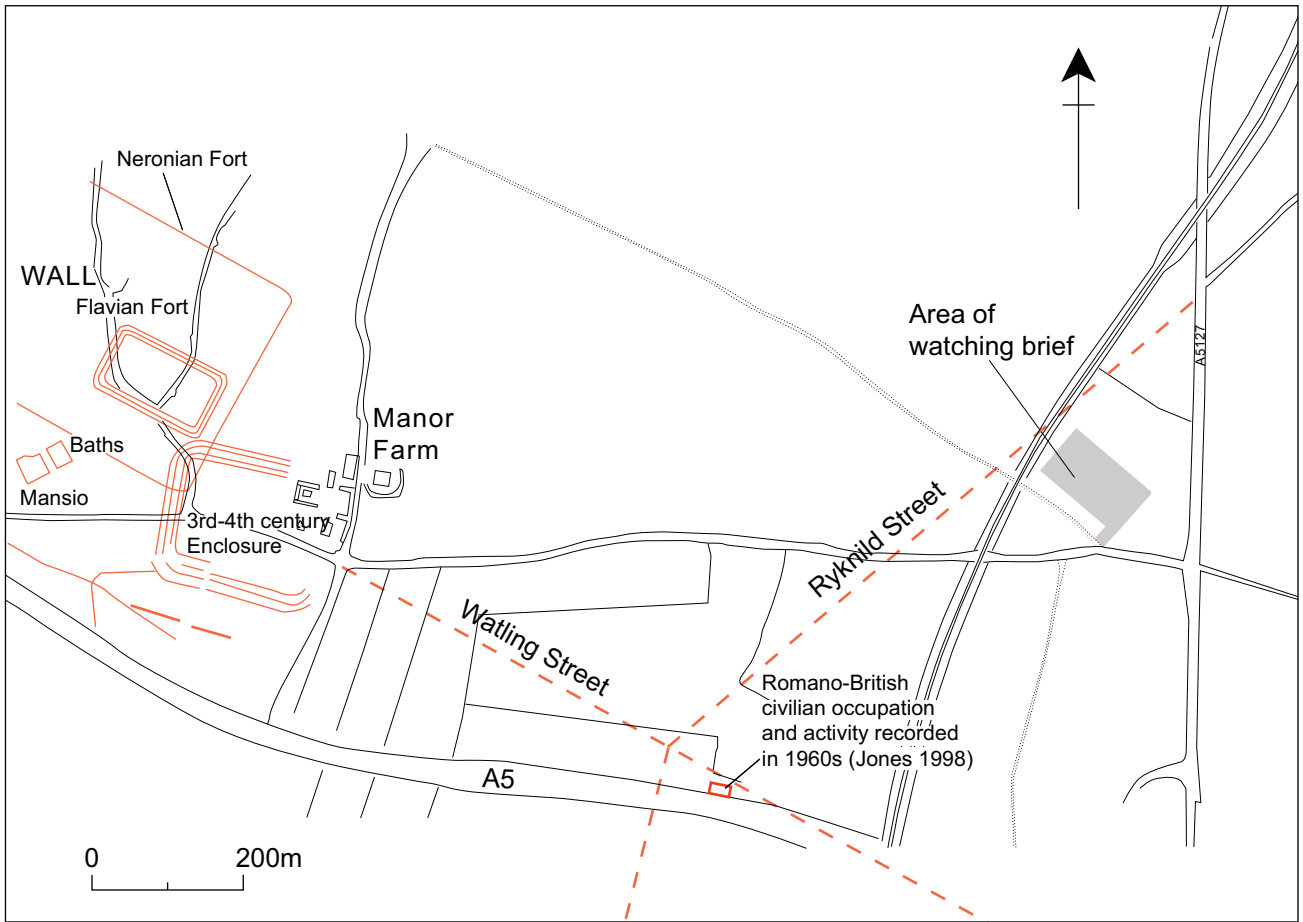 Neronian Fort
WALL
Flavian Fort
Area of
watching brief
A5127
Manor
Farm
Baths
Mansio
3rd-4th century
Enclosure
Ryknild Street
Watling Street
Romano-British
civilian occupation
and activity recorded
in 1960s (Jones 1998)
A5
0 200m